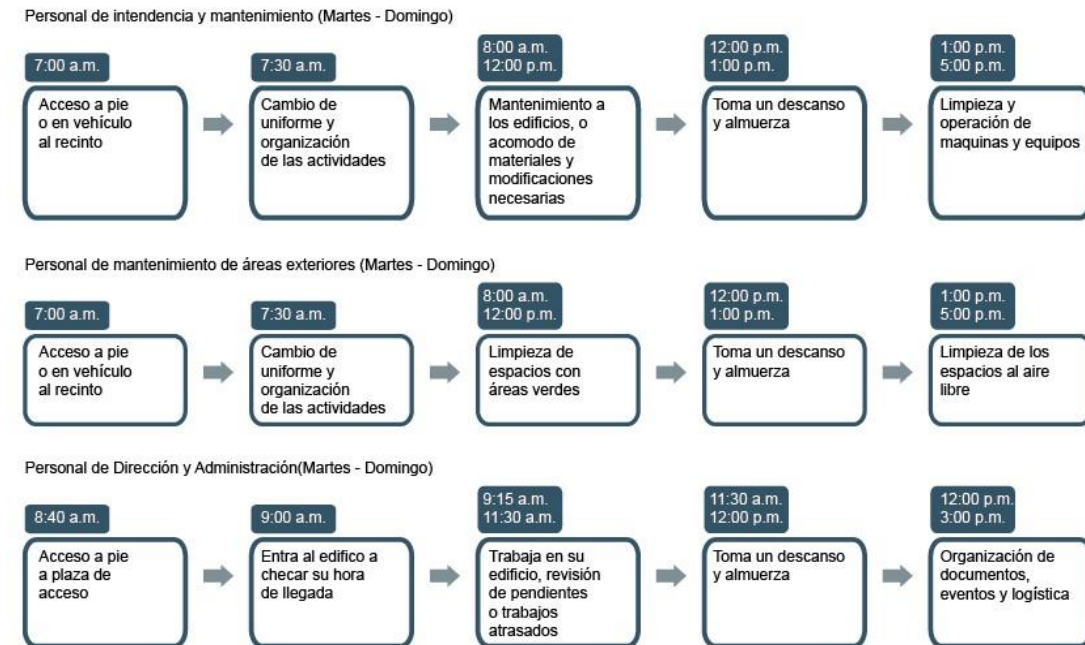 Personal de intendencia y mantenimiento (Martes - Domingo)
7:00 a.m.
Acceso a pie
o en vehículo
al recinto
7:30 a.m.
Cambio de
uniforme y
organización
de las actividades
8:00 a.m.
12:00 p.m.
Mantenimiento a
los edificios, o
acomodo de
materiales y
modificaciones
necesarias
12:00 p.m.
1:00 p.m.
Toma un descanso
y almuerza
1:00 p.m.
5:00 p.m.
Limpieza y
operación de
maquinas y equipos
Personal de mantenimiento de áreas exteriores (Martes - Domingo)
7:00 a.m.
Acceso a pie
o en vehículo
al recinto
7:30 a.m.
Cambio de
uniforme y
organización
de las actividades
8:00 a.m.
12:00 p.m.
Limpieza de
espacios con
áreas verdes
12:00 p.m.
1:00 p.m.
Toma un descanso
y almuerza
1:00 p.m.
5:00 p.m.
Limpieza de los
espacios al aire
libre
Personal de Dirección y Administración(Martes - Domingo)
8:40 a.m.
Acceso a pie
a plaza de
acceso
9:00 a.m.
Entra al edifico a
checar su hora
de llegada
9:15 a.m.
11:30 a.m.
Trabaja en su
edificio, revisión
de pendientes
o trabajos
atrasados
11:30 a.m.
12:00 p.m.
Toma un descanso
y almuerza
12:00 p.m.
3:00 p.m.
Organización de
documentos,
eventos y logística